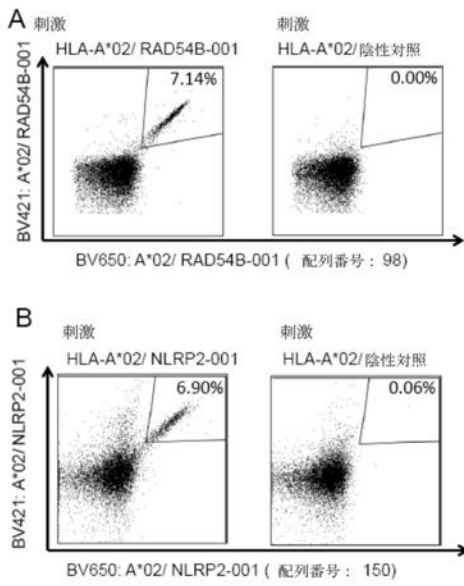 A
刺激 刺激
HLA-A*02/ RAD54B-001 HLA-A*02/陰性対照
7.14% 0.00%
BV421: A*02/ RAD54B-001
BV650: A*02/ RAD54B-001 ( 配列番号 : 98)
B
刺激 刺激
HLA-A*02/ NLRP2-001 HLA-A*02/陰性対照
6.90% 0.06%
BV421: A*02/ NLRP2-001
BV650: A*02/ NLRP2-001 ( 配列番号 : 150)